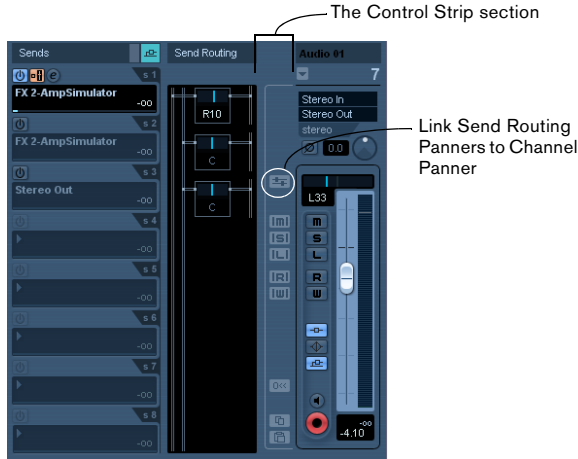 The Control Strip section
Sends
Send Routing
Audio 01
e
s 1
7
FX 2-AmpSimulator
-oo
R10
Stereo In
Stereo Out
stereo
0.0
s 2
FX 2-AmpSimulator
-oo
C
Link Send Routing
Panners to Channel
Panner
s 3
Stereo Out
-oo
C
L33
s 4
-oo
|M|
M
|S|
S
|L|
L
s 5
-oo
|R|
R
|W|
W
s 6
-oo
s 7
-oo
0<<
s 8
-oo
-oo
-4.10